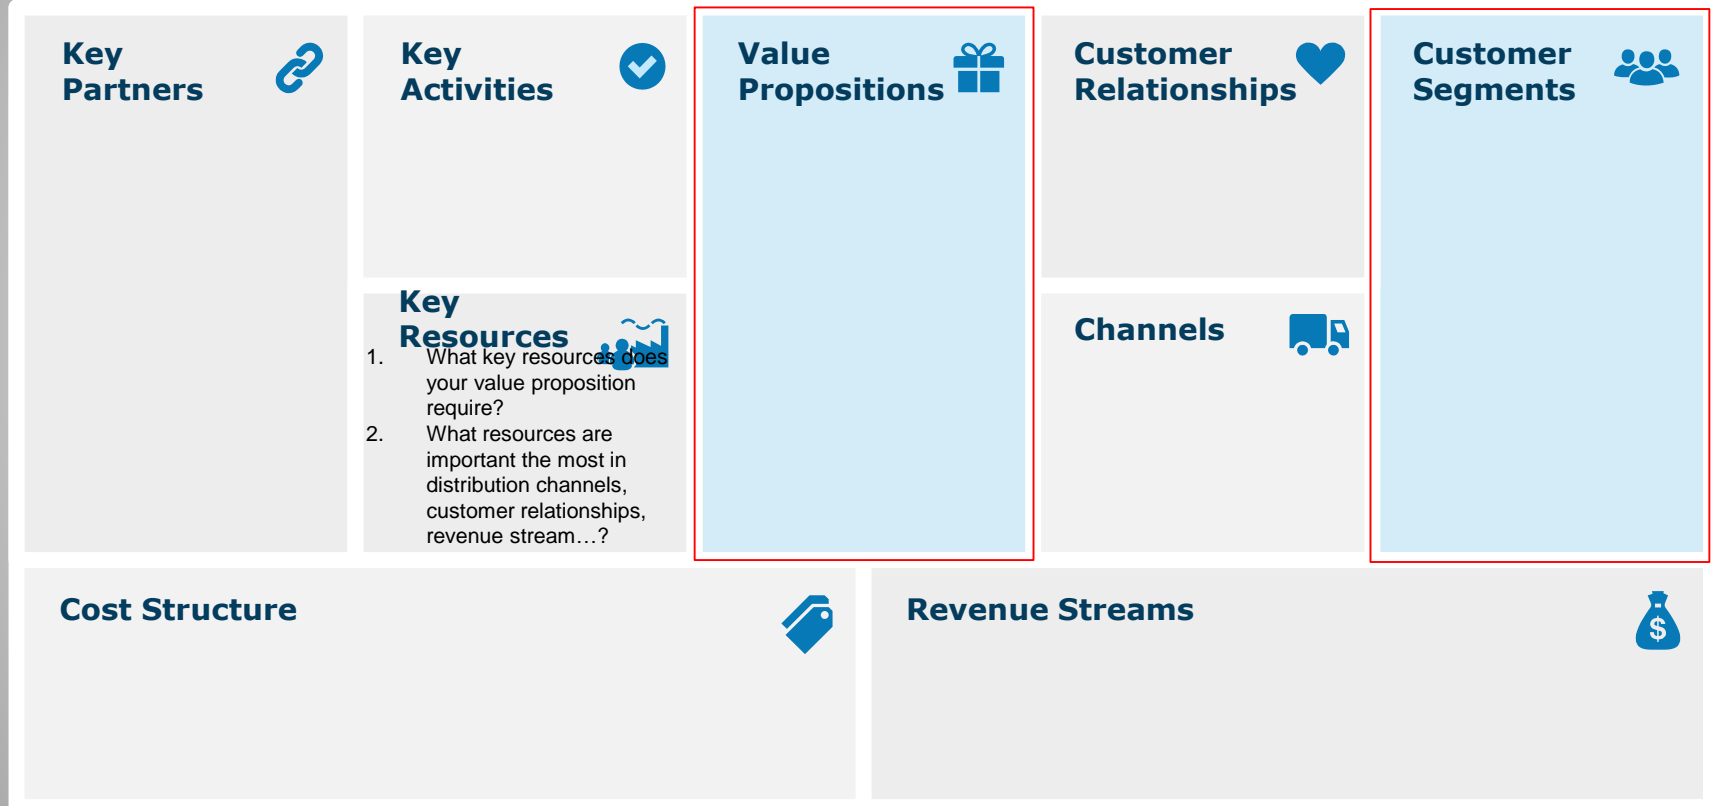 Key
Partners
Key
Activities
Value
Propositions
Customer
Relationships
Customer
Segments
Key
Resources
1. What key resources does
your value proposition
require?
2. What resources are
important the most in
distribution channels,
customer relationships,
revenue stream…?
Channels
Cost Structure
Revenue Streams
$